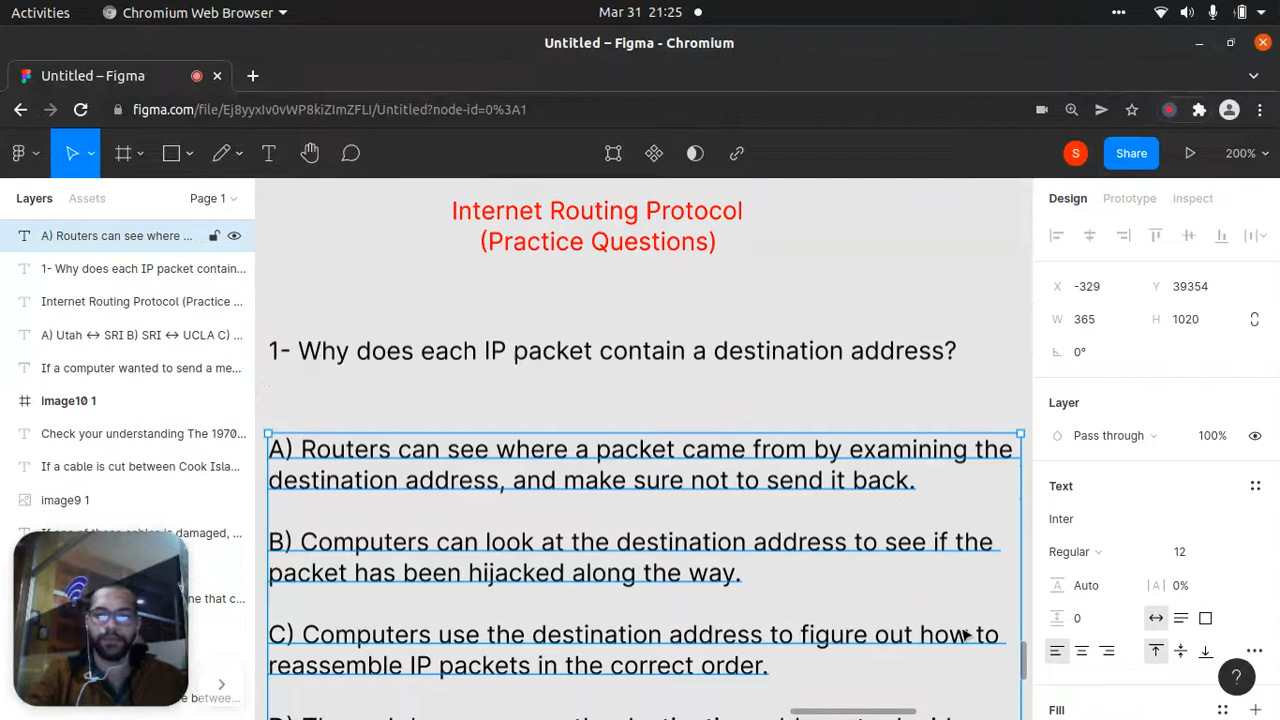 Activities
Chromium Web Browser
Mar 31 21:25
Untitled – Figma - Chromium
Untitled – Figma
figma.com/file/Ej8yyxIv0vWP8kiZImZFLI/Untitled?node-id=0%3A1
S
Share
200%
Layers
Assets
Page 1
A) Routers can see where ...
1- Why does each IP packet contain...
Internet Routing Protocol (Practice ...
A) Utah <-> SRI B) SRI <-> UCLA C) ...
If a computer wanted to send a me...
image10 1
Check your understanding The 1970...
If a cable is cut between Cook Isla...
image9 1
If one of these cables is damaged, ...
Internet Routing Protocol
(Practice Questions)
1- Why does each IP packet contain a destination address?
A) Routers can see where a packet came from by examining the
destination address, and make sure not to send it back.
B) Computers can look at the destination address to see if the
packet has been hijacked along the way.
C) Computers use the destination address to figure out how to
reassemble IP packets in the correct order.
Design
Prototype
Inspect
X -329
Y 39354
W 365
H 1020
0°
Layer
Pass through
100%
Text
Inter
Regular
12
Auto
0%
0
Fill
?